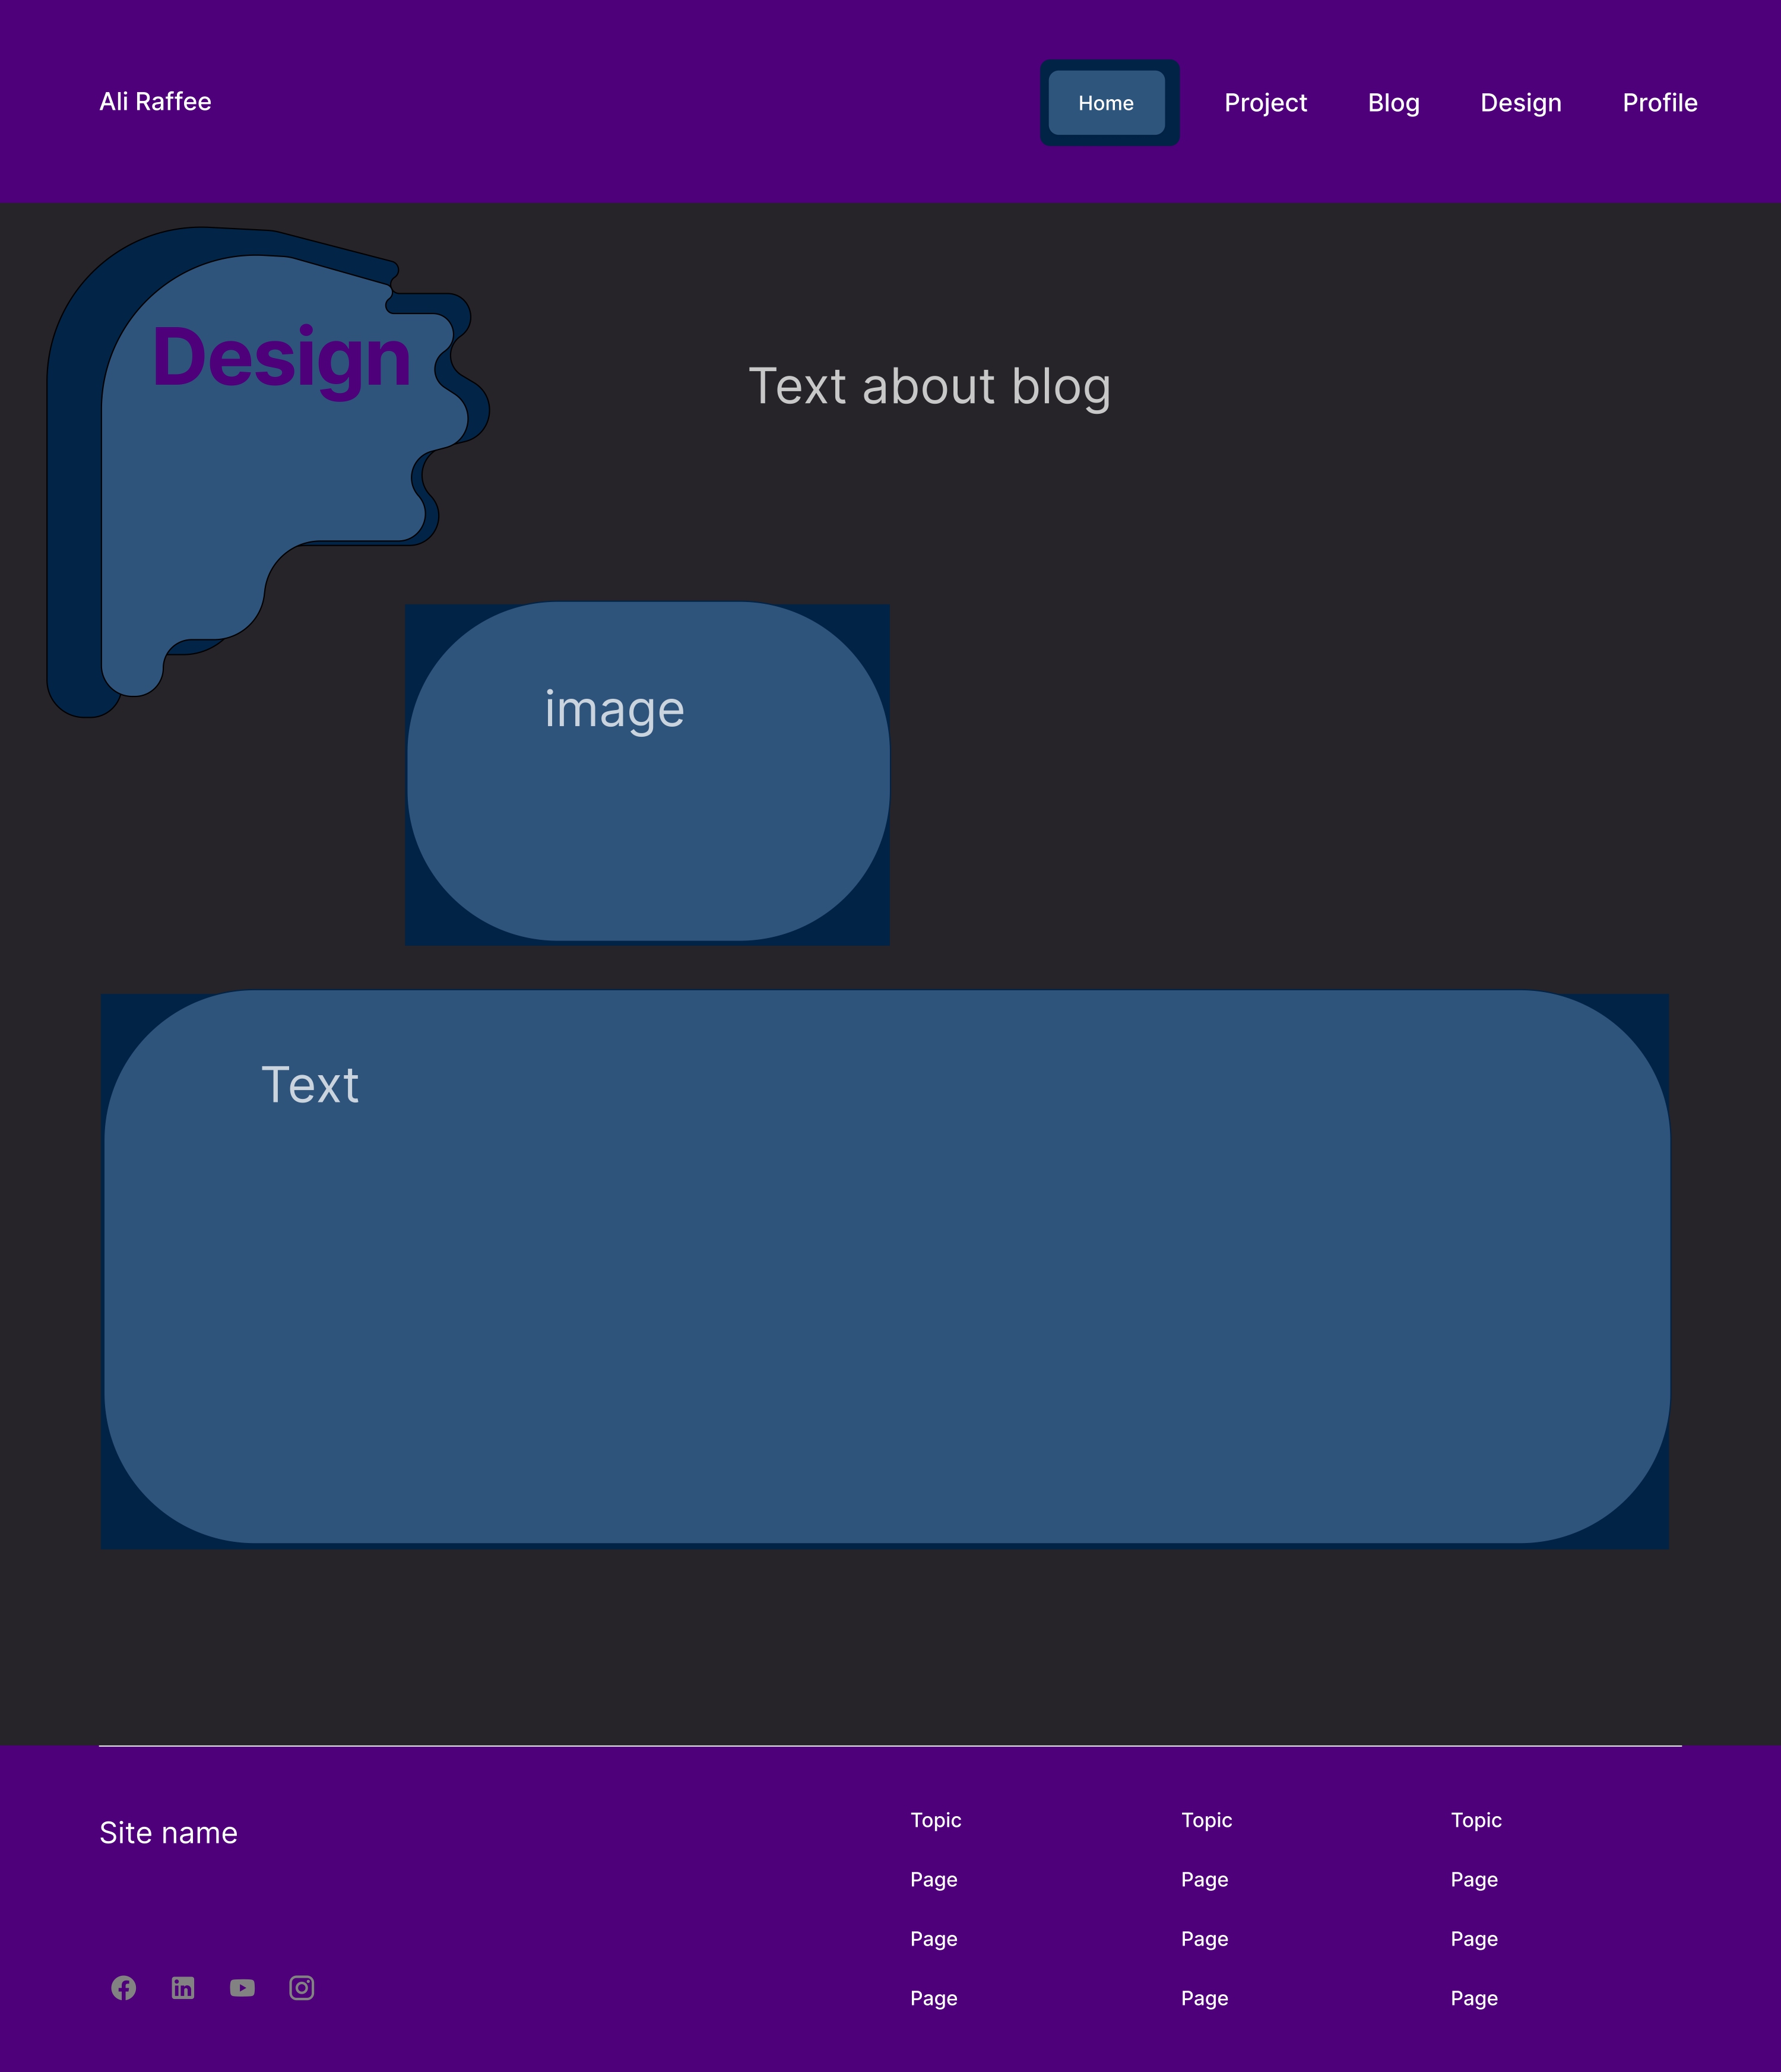 Ali Raffee
Home
Project
Blog
Design
Profile
Design
Text about blog
image
Text
Site name
Topic
Page
Page
Page
Topic
Page
Page
Page
Topic
Page
Page
Page